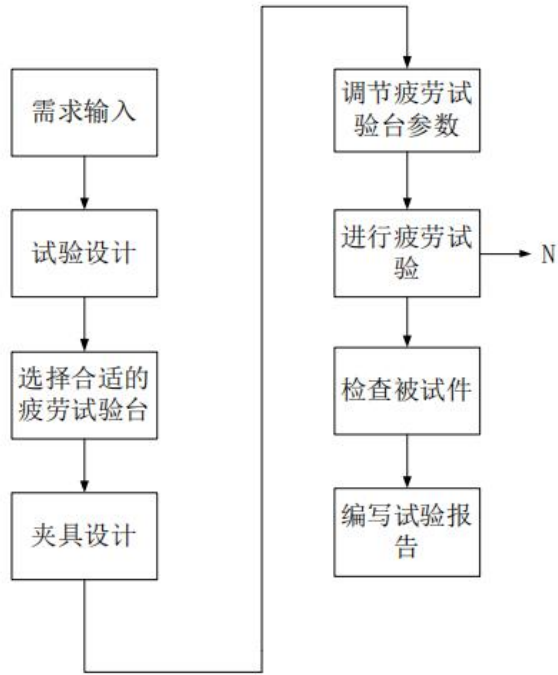 需求输入
试验设计
选择合适的
疲劳试验台
夹具设计
调节疲劳试
验台参数
进行疲劳试
验
N
检查被试件
编写试验报
告